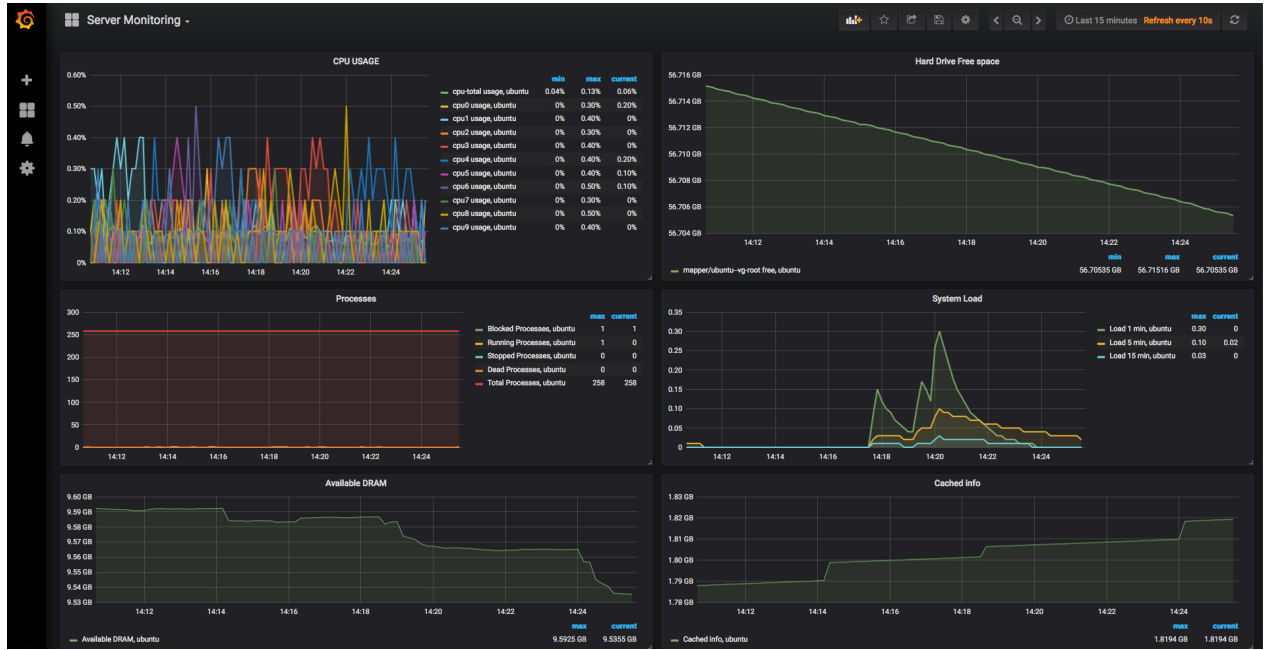 Server Monitoring
Last 15 minutes Refresh every 10s
CPU USAGE
0.60%
0.50%
0.40%
0.30%
0.20%
0.10%
0%
14:12 14:14 14:16 14:18 14:20 14:22 14:24
min max current
cpu-total usage, ubuntu 0.04% 0.13% 0.06%
cpu0 usage, ubuntu 0% 0.30% 0.20%
cpu1 usage, ubuntu 0% 0.40% 0%
cpu2 usage, ubuntu 0% 0.30% 0%
cpu3 usage, ubuntu 0% 0.40% 0%
cpu4 usage, ubuntu 0% 0.40% 0.20%
cpu5 usage, ubuntu 0% 0.40% 0.10%
cpu6 usage, ubuntu 0% 0.50% 0.10%
cpu7 usage, ubuntu 0% 0.30% 0%
cpu8 usage, ubuntu 0% 0.50% 0%
cpu9 usage, ubuntu 0% 0.40% 0%
Hard Drive Free space
56.716 GB
56.714 GB
56.712 GB
56.710 GB
56.708 GB
56.706 GB
56.704 GB
14:12 14:14 14:16 14:18 14:20 14:22 14:24
min max current
mapper/ubuntu--vg-root free, ubuntu 56.70535 GB 56.71516 GB 56.70535 GB
Processes
300
250
200
150
100
50
0
14:12 14:14 14:16 14:18 14:20 14:22 14:24
max current
Blocked Processes, ubuntu 1 1
Running Processes, ubuntu 1 0
Stopped Processes, ubuntu 0 0
Dead Processes, ubuntu 0 0
Total Processes, ubuntu 258 258
System Load
0.35
0.30
0.25
0.20
0.15
0.10
0.05
0
14:12 14:14 14:16 14:18 14:20 14:22 14:24
max current
Load 1 min, ubuntu 0.30 0
Load 5 min, ubuntu 0.10 0.02
Load 15 min, ubuntu 0.03 0
Available DRAM
9.60 GB
9.59 GB
9.58 GB
9.57 GB
9.56 GB
9.55 GB
9.54 GB
9.53 GB
14:12 14:14 14:16 14:18 14:20 14:22 14:24
max current
Available DRAM, ubuntu 9.5925 GB 9.5355 GB
Cached info
1.83 GB
1.82 GB
1.81 GB
1.80 GB
1.79 GB
1.78 GB
14:12 14:14 14:16 14:18 14:20 14:22 14:24
max current
Cached info, ubuntu 1.8194 GB 1.8194 GB